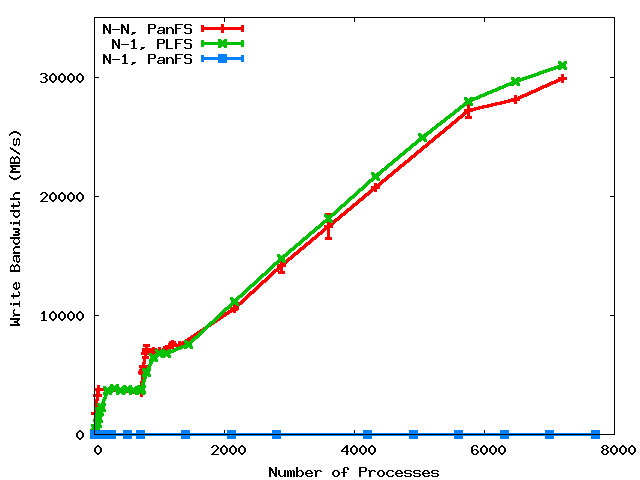 N-N, PanFS
N-1, PLFS
N-1, PanFS
30000
20000
10000
0
Write Bandwidth (MB/s)
0 2000 4000 6000 8000
Number of Processes